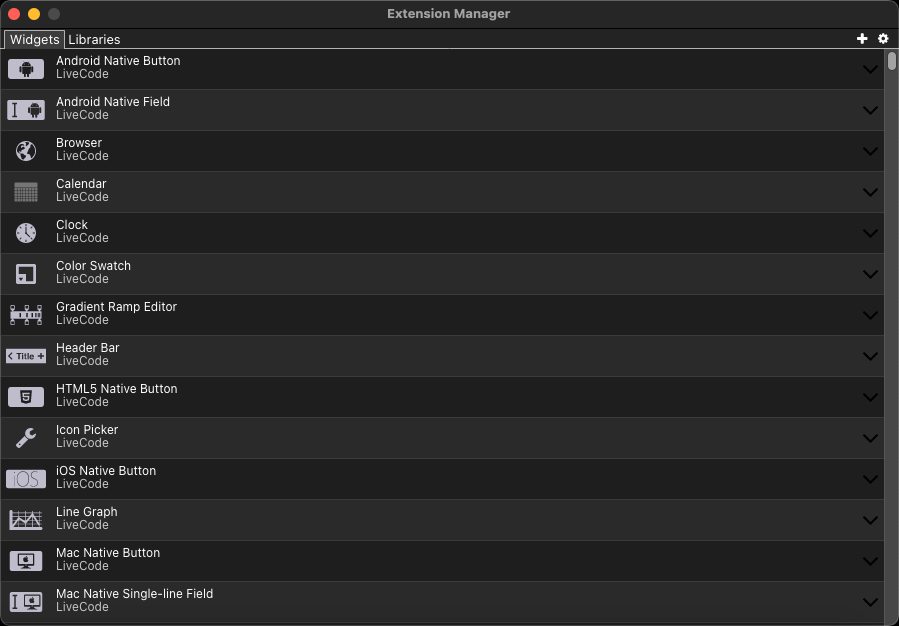 Extension Manager
Widgets
Libraries
Android Native Button
LiveCode
Android Native Field
LiveCode
Browser
LiveCode
Calendar
LiveCode
Clock
LiveCode
Color Swatch
LiveCode
Gradient Ramp Editor
LiveCode
< Title +
Header Bar
LiveCode
5
HTML5 Native Button
LiveCode
Icon Picker
LiveCode
iOS
iOS Native Button
LiveCode
Line Graph
LiveCode
Mac Native Button
LiveCode
Mac Native Single-line Field
LiveCode